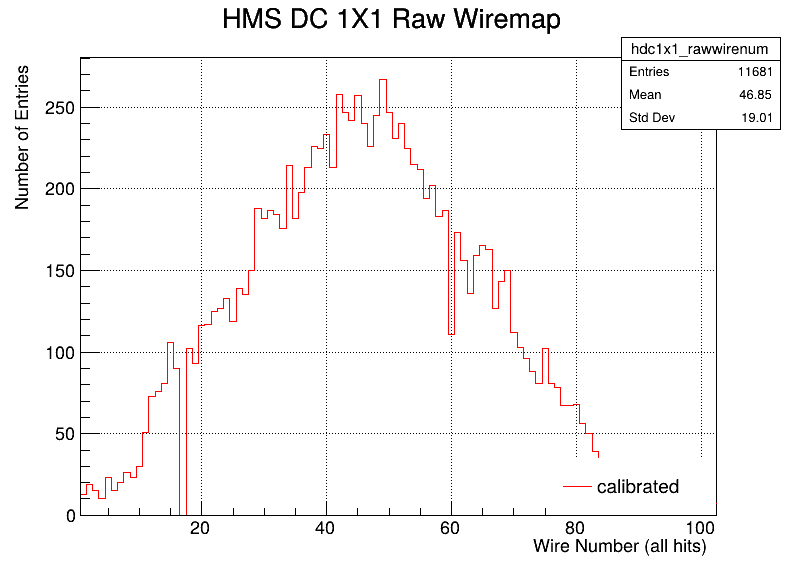 HMS DC 1X1 Raw Wiremap
hdc1x1_rawwirenum
Entries 11681
Mean 46.85
Std Dev 19.01
Number of Entries
250
200
150
100
50
0
calibrated
20 40 60 80 100
Wire Number (all hits)